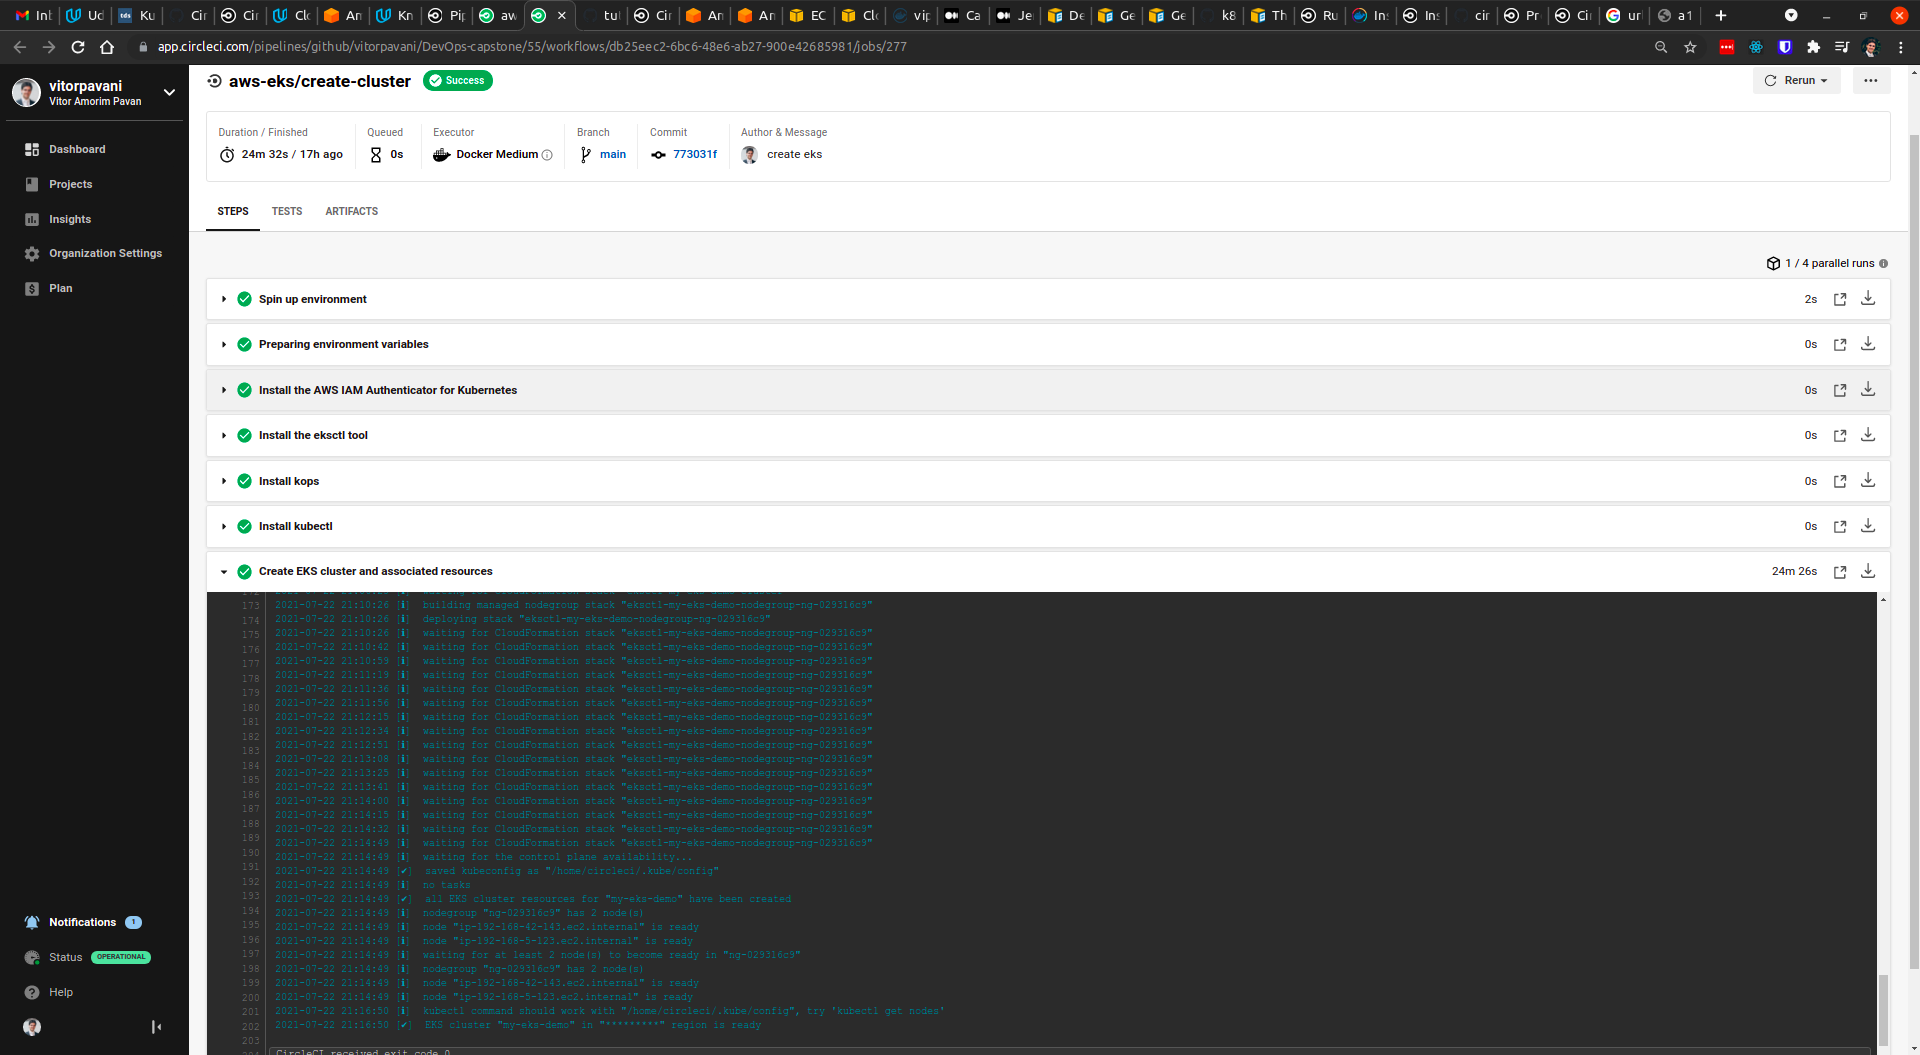 Inb
Ud
Ku
Cir
Cir
Clo
Am
Kn
Pip
aw
tut
Cir
Am
Am
EC
Clo
vip
Ca
Jen
De
Ge
Ge
k8
Th
Ru
Ins
Ins
cir
Pr
Cir
url
a1
app.circleci.com/pipelines/github/vitorpavani/DevOps-capstone/55/workflows/db25eec2-6bc6-48e6-ab27-900e42685981/jobs/277
vitorpavani
Vitor Amorim Pavan
Dashboard
Projects
Insights
Organization Settings
Plan
Notifications 1
Status OPERATIONAL
Help
aws-eks/create-cluster Success
Rerun
Duration / Finished
24m 32s / 17h ago
Queued
0s
Executor
Docker Medium
Branch
main
Commit
773031f
Author & Message
create eks
STEPS TESTS ARTIFACTS
1 / 4 parallel runs
Spin up environment 2s
Preparing environment variables 0s
Install the AWS IAM Authenticator for Kubernetes 0s
Install the eksctl tool 0s
Install kops 0s
Install kubectl 0s
Create EKS cluster and associated resources 24m 26s
173 2021-07-22 21:10:26 [i] building managed nodegroup stack "eksctl-my-eks-demo-nodegroup-ng-029316c9"
174 2021-07-22 21:10:26 [i] deploying stack "eksctl-my-eks-demo-nodegroup-ng-029316c9"
175 2021-07-22 21:10:26 [i] waiting for CloudFormation stack "eksctl-my-eks-demo-nodegroup-ng-029316c9"
176 2021-07-22 21:10:42 [i] waiting for CloudFormation stack "eksctl-my-eks-demo-nodegroup-ng-029316c9"
177 2021-07-22 21:10:59 [i] waiting for CloudFormation stack "eksctl-my-eks-demo-nodegroup-ng-029316c9"
178 2021-07-22 21:11:19 [i] waiting for CloudFormation stack "eksctl-my-eks-demo-nodegroup-ng-029316c9"
179 2021-07-22 21:11:36 [i] waiting for CloudFormation stack "eksctl-my-eks-demo-nodegroup-ng-029316c9"
180 2021-07-22 21:11:56 [i] waiting for CloudFormation stack "eksctl-my-eks-demo-nodegroup-ng-029316c9"
181 2021-07-22 21:12:15 [i] waiting for CloudFormation stack "eksctl-my-eks-demo-nodegroup-ng-029316c9"
182 2021-07-22 21:12:34 [i] waiting for CloudFormation stack "eksctl-my-eks-demo-nodegroup-ng-029316c9"
183 2021-07-22 21:12:51 [i] waiting for CloudFormation stack "eksctl-my-eks-demo-nodegroup-ng-029316c9"
184 2021-07-22 21:13:08 [i] waiting for CloudFormation stack "eksctl-my-eks-demo-nodegroup-ng-029316c9"
185 2021-07-22 21:13:25 [i] waiting for CloudFormation stack "eksctl-my-eks-demo-nodegroup-ng-029316c9"
186 2021-07-22 21:13:41 [i] waiting for CloudFormation stack "eksctl-my-eks-demo-nodegroup-ng-029316c9"
187 2021-07-22 21:14:00 [i] waiting for CloudFormation stack "eksctl-my-eks-demo-nodegroup-ng-029316c9"
188 2021-07-22 21:14:15 [i] waiting for CloudFormation stack "eksctl-my-eks-demo-nodegroup-ng-029316c9"
189 2021-07-22 21:14:32 [i] waiting for CloudFormation stack "eksctl-my-eks-demo-nodegroup-ng-029316c9"
190 2021-07-22 21:14:49 [i] waiting for CloudFormation stack "eksctl-my-eks-demo-nodegroup-ng-029316c9"
191 2021-07-22 21:14:49 [i] waiting for the control plane availability...
192 2021-07-22 21:14:49 [✔] saved kubeconfig as "/home/circleci/.kube/config"
193 2021-07-22 21:14:49 [i] no tasks
194 2021-07-22 21:14:49 [✔] all EKS cluster resources for "my-eks-demo" have been created
195 2021-07-22 21:14:49 [i] nodegroup "ng-029316c9" has 2 node(s)
196 2021-07-22 21:14:49 [i] node "ip-192-168-42-143.ec2.internal" is ready
197 2021-07-22 21:14:49 [i] node "ip-192-168-5-123.ec2.internal" is ready
198 2021-07-22 21:14:49 [i] waiting for at least 2 node(s) to become ready in "ng-029316c9"
199 2021-07-22 21:14:49 [i] nodegroup "ng-029316c9" has 2 node(s)
200 2021-07-22 21:14:49 [i] node "ip-192-168-42-143.ec2.internal" is ready
201 2021-07-22 21:14:49 [i] node "ip-192-168-5-123.ec2.internal" is ready
202 2021-07-22 21:16:50 [i] kubectl command should work with "/home/circleci/.kube/config", try 'kubectl get nodes'
203 2021-07-22 21:16:50 [✔] EKS cluster "my-eks-demo" in "*********" region is ready
CircleCI received exit code 0